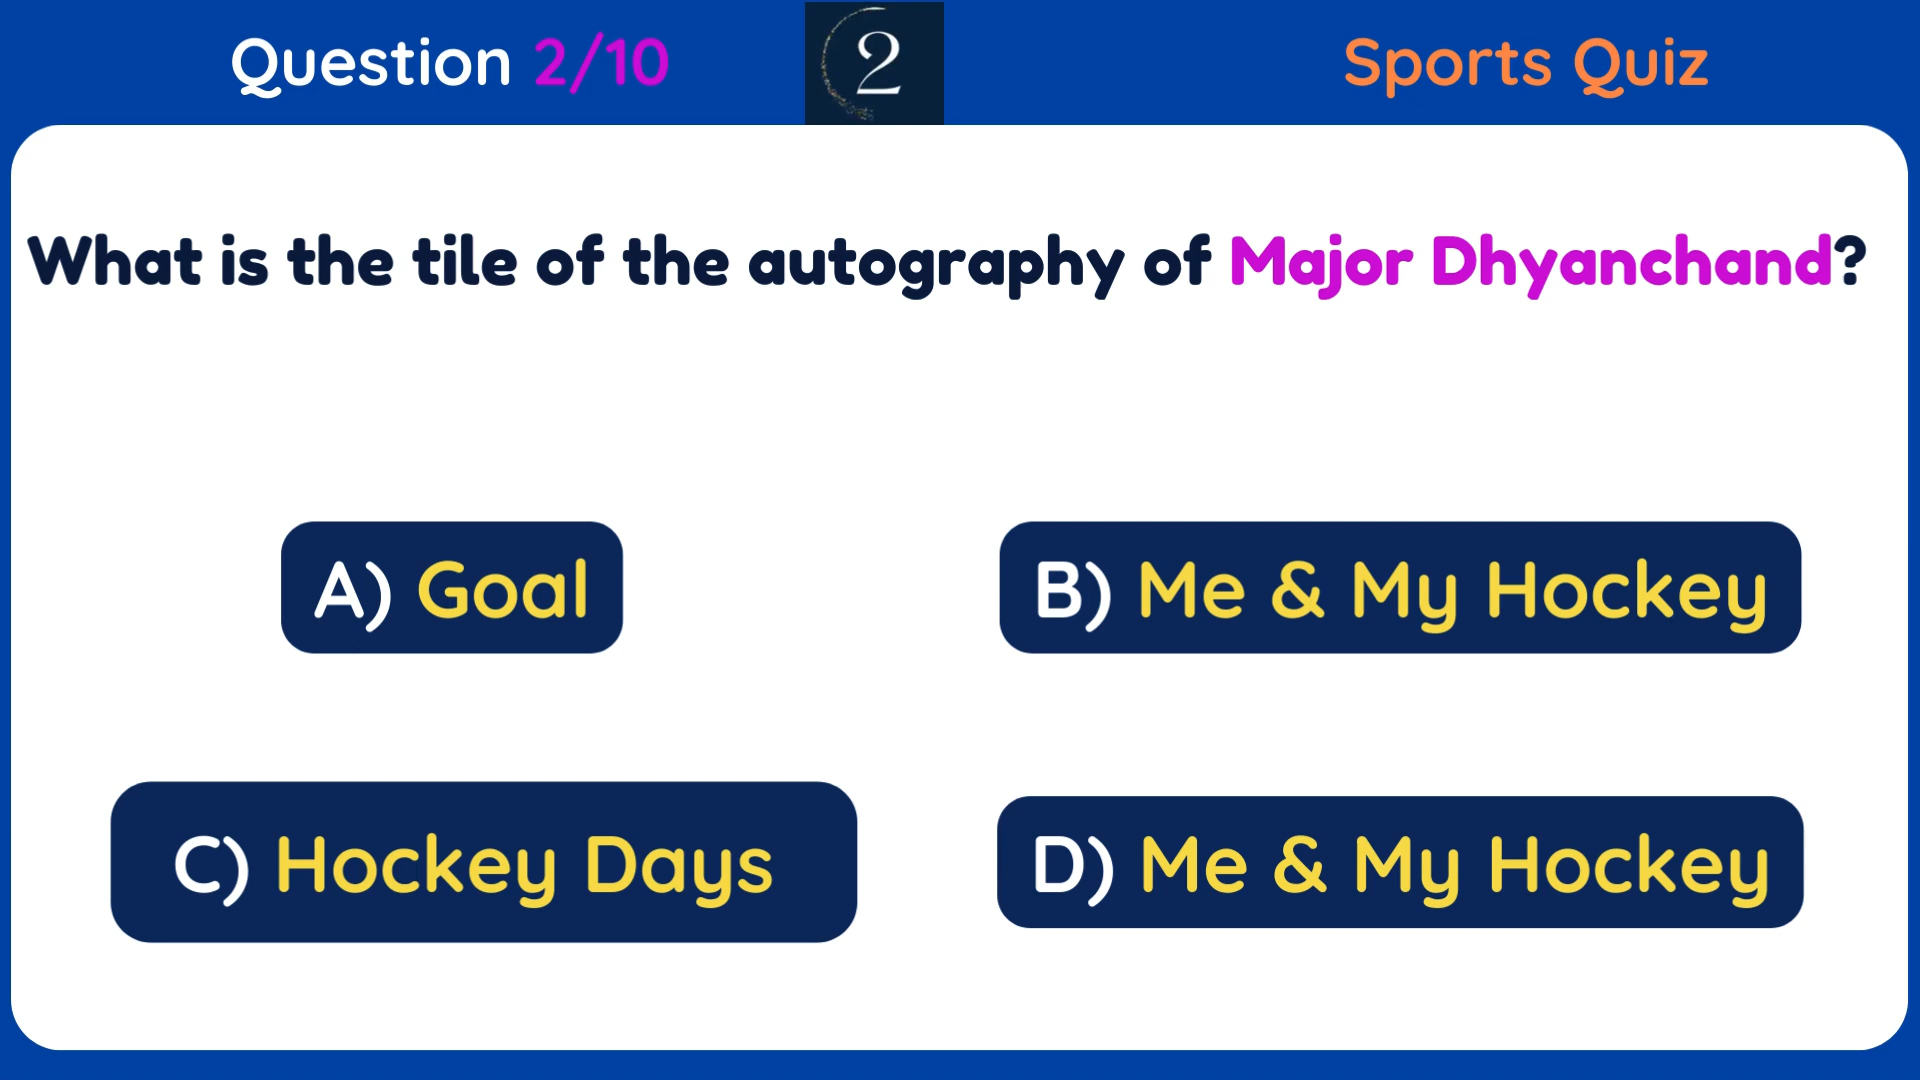 Question 2/10
2
Sports Quiz
What is the tile of the autography of Major Dhyanchand?
A) Goal
B) Me & My Hockey
C) Hockey Days
D) Me & My Hockey